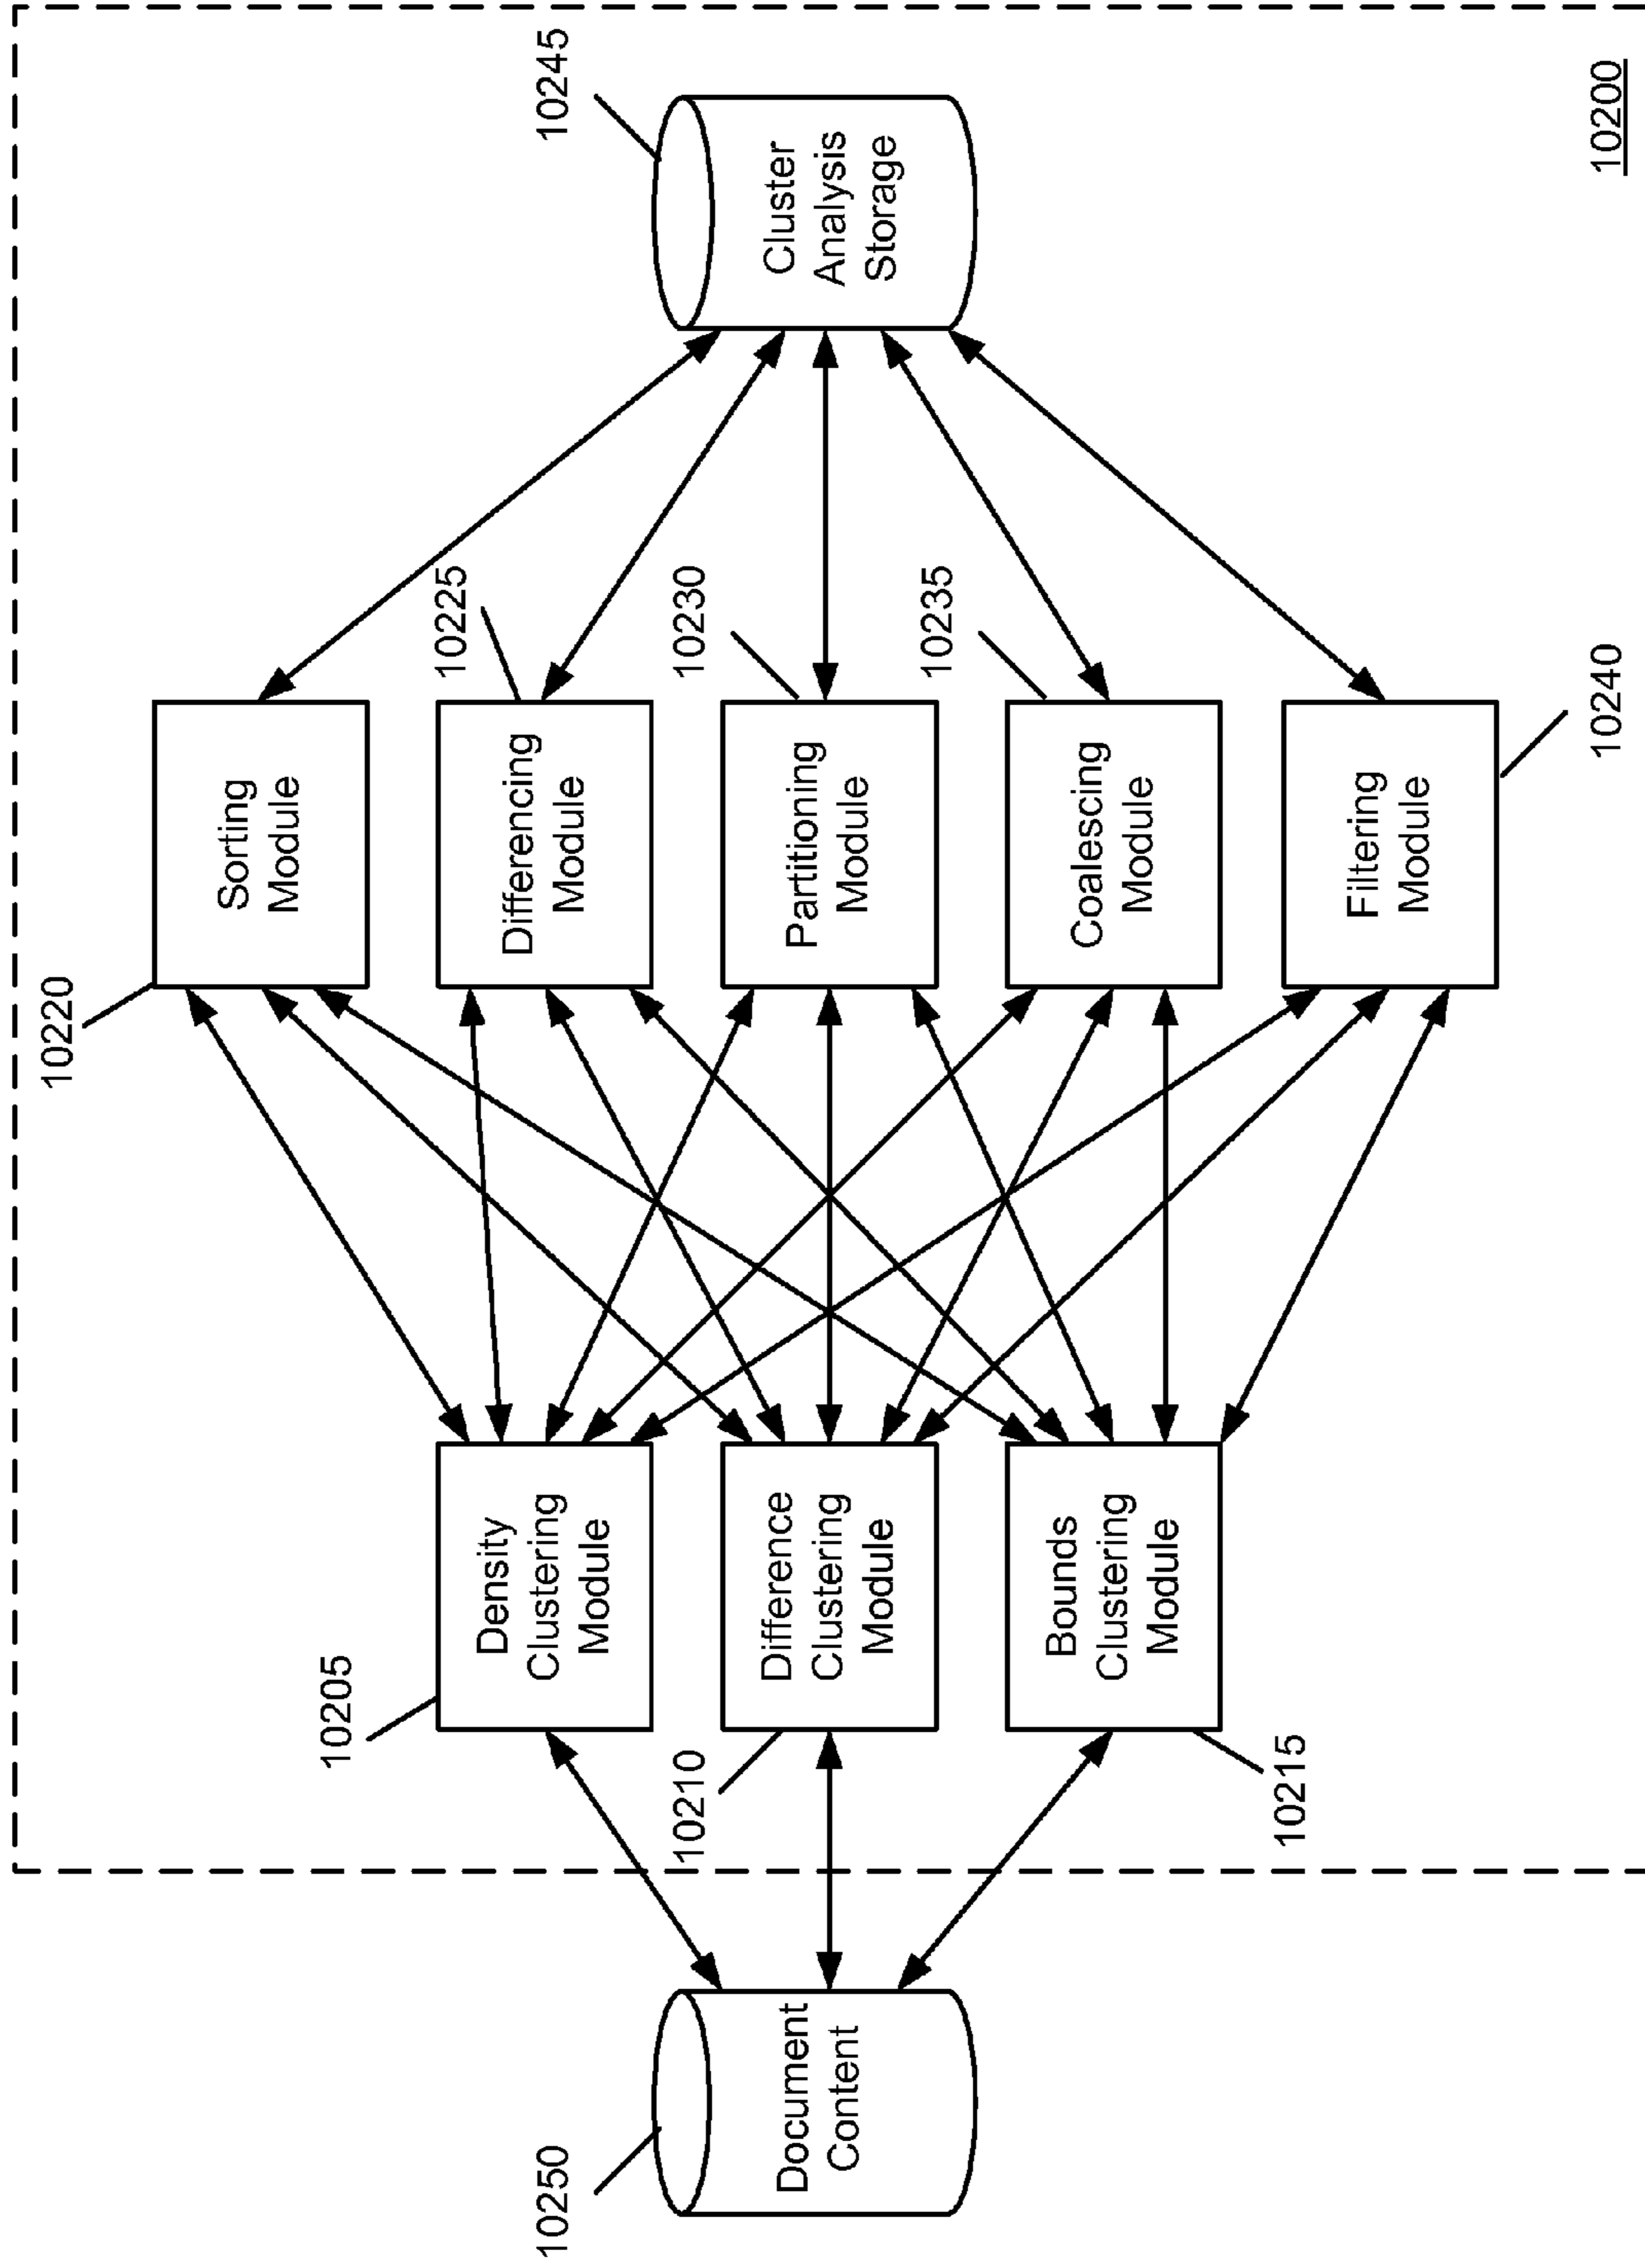 10250
Document
Content
10205
Density
Clustering
Module
10210
Difference
Clustering
Module
Bounds
Clustering
Module
10215
10220
Sorting
Module
10225
Differencing
Module
10230
Partitioning
Module
10235
Coalescing
Module
Filtering
Module
10240
10245
Cluster
Analysis
Storage
10200